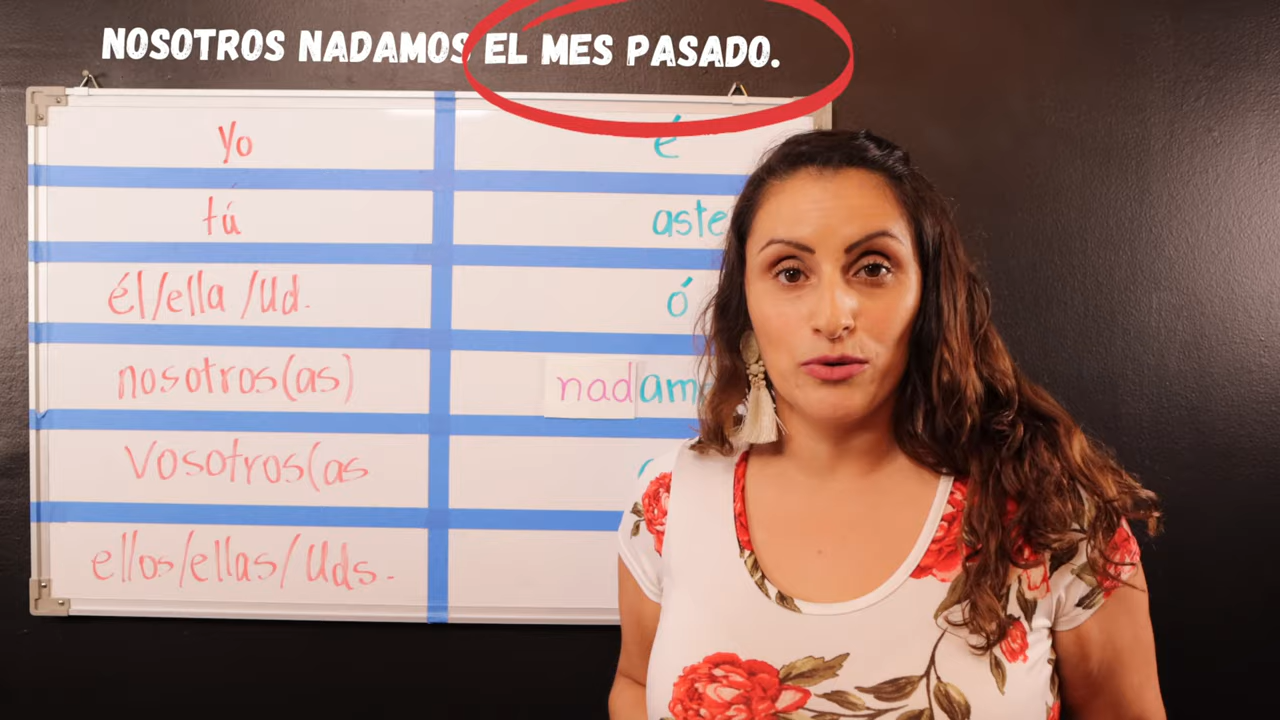 NOSOTROS NADAMOS EL MES PASADO.
yo é
tú aste
él/ella/Ud. ó
nosotros(as) nadam
vosotros(as
ellos/ellas/Uds.